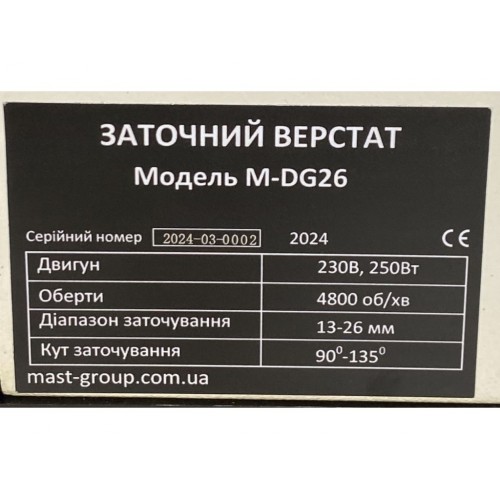 ЗАТОЧНИЙ ВЕРСТАТ
Модель M-DG26
Серійний номер 2024-03-0002 2024 CE
Двигун 230В, 250Вт
Оберти 4800 об/хв
Діапазон заточування 13-26 мм
Кут заточування 90⁰-135⁰
mast-group.com.ua